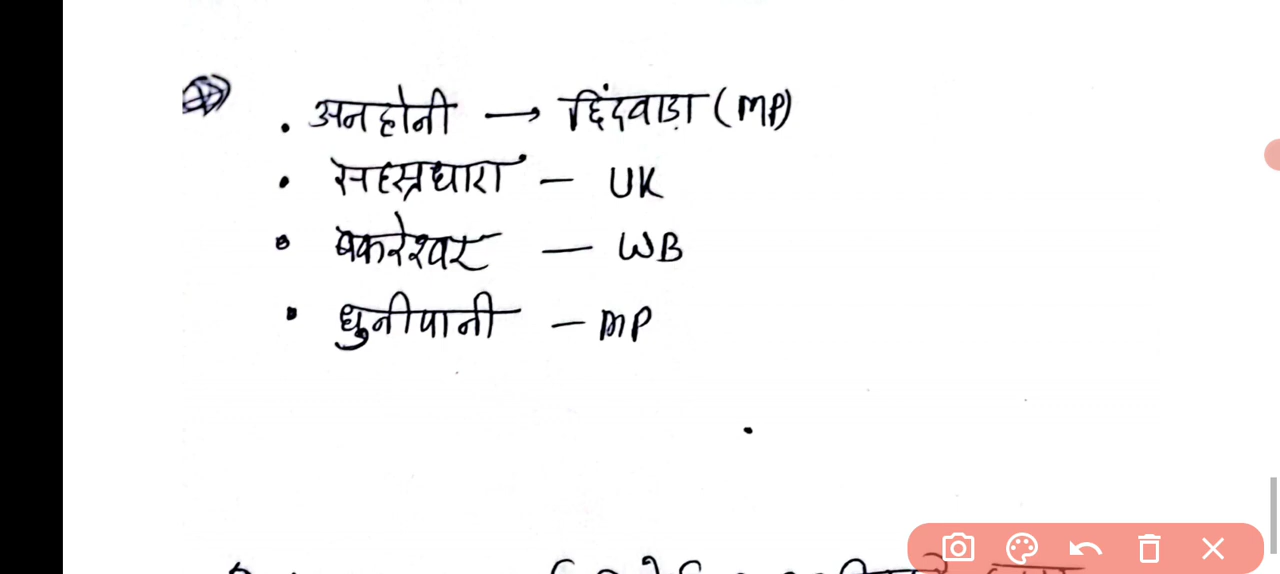 • अनहोनी → छिंदवाड़ा (MP)
• सहस्त्रधारा — UK
• बकरेश्वर — WB
• धुनीपानी — MP